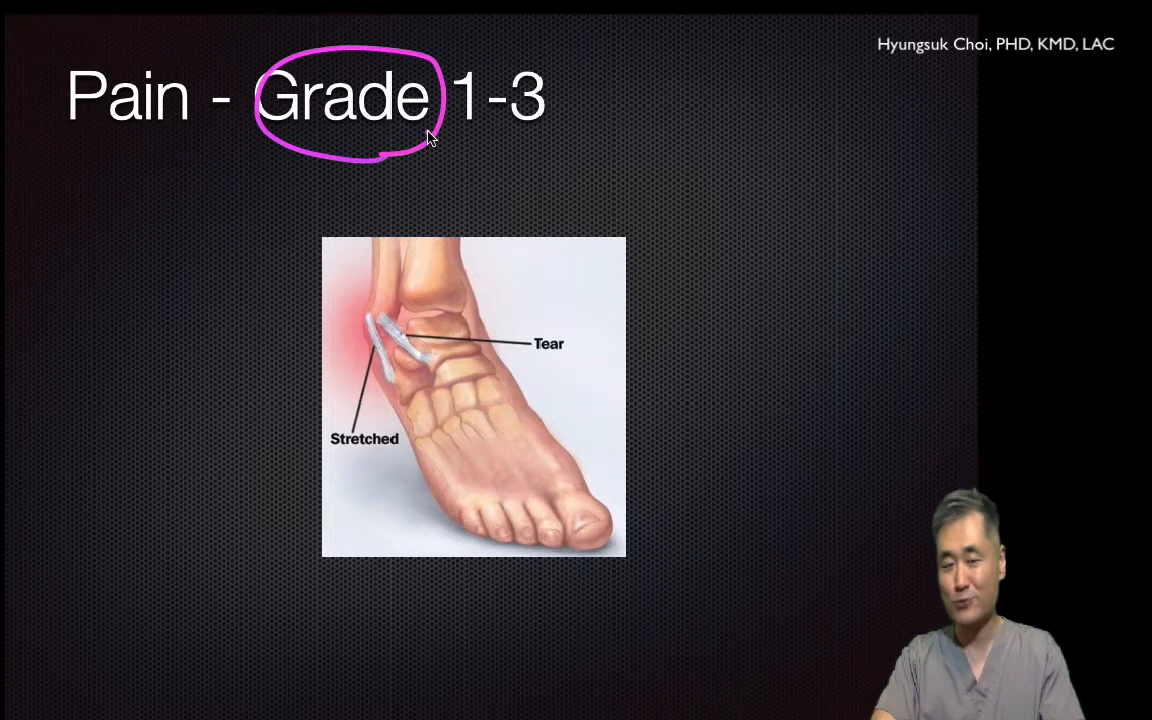 Hyungsuk Choi, PHD, KMD, LAC
Pain - Grade 1-3
Tear
Stretched